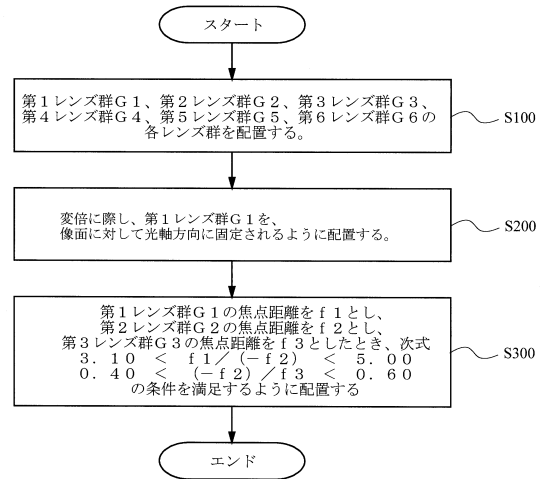 スタート
第１レンズ群Ｇ１、第２レンズ群Ｇ２、第３レンズ群Ｇ３、
第４レンズ群Ｇ４、第５レンズ群Ｇ５、第６レンズ群Ｇ６の
各レンズ群を配置する。
S100
変倍に際し、第１レンズ群Ｇ１を、
像面に対して光軸方向に固定されるように配置する。
S200
第１レンズ群Ｇ１の焦点距離をｆ１とし、
第２レンズ群Ｇ２の焦点距離をｆ２とし、
第３レンズ群Ｇ３の焦点距離をｆ３としたとき、次式
３．１０ ＜ ｆ１／（−ｆ２） ＜ ５．００
０．４０ ＜ （−ｆ２）／ｆ３ ＜ ０．６０
の条件を満足するように配置する
S300
エンド